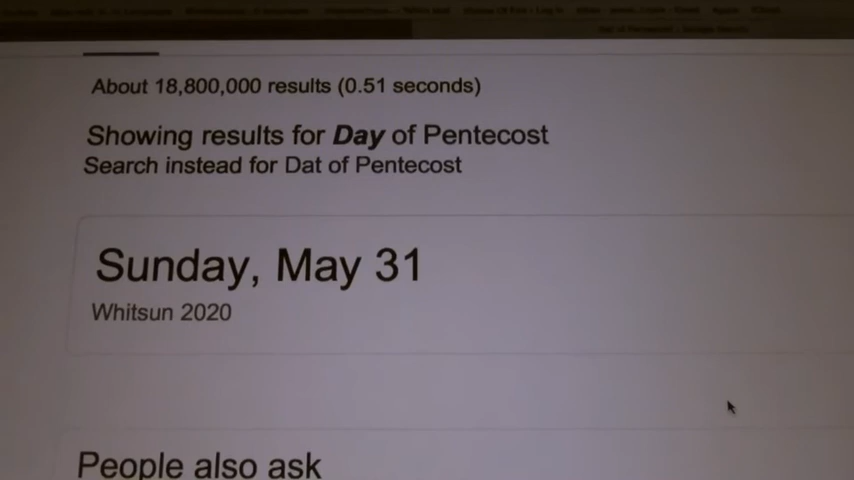 About 18,800,000 results (0.51 seconds)
Showing results for Day of Pentecost
Search instead for Dat of Pentecost
Sunday, May 31
Whitsun 2020
People also ask